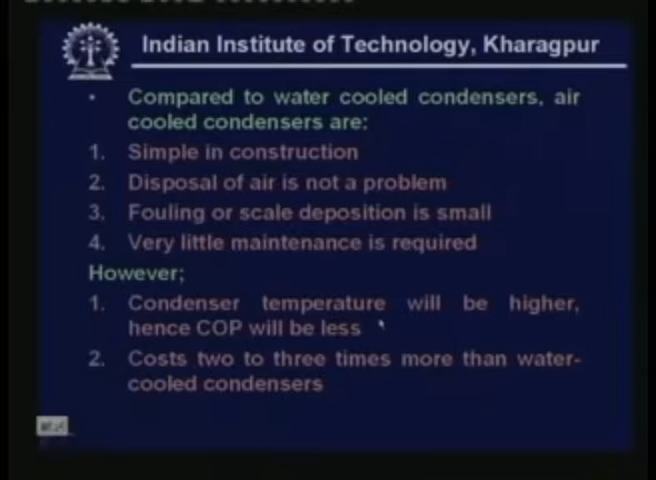 Indian Institute of Technology, Kharagpur
• Compared to water cooled condensers, air
cooled condensers are:
1. Simple in construction
2. Disposal of air is not a problem
3. Fouling or scale deposition is small
4. Very little maintenance is required
However;
1. Condenser temperature will be higher,
hence COP will be less
2. Costs two to three times more than water-
cooled condensers